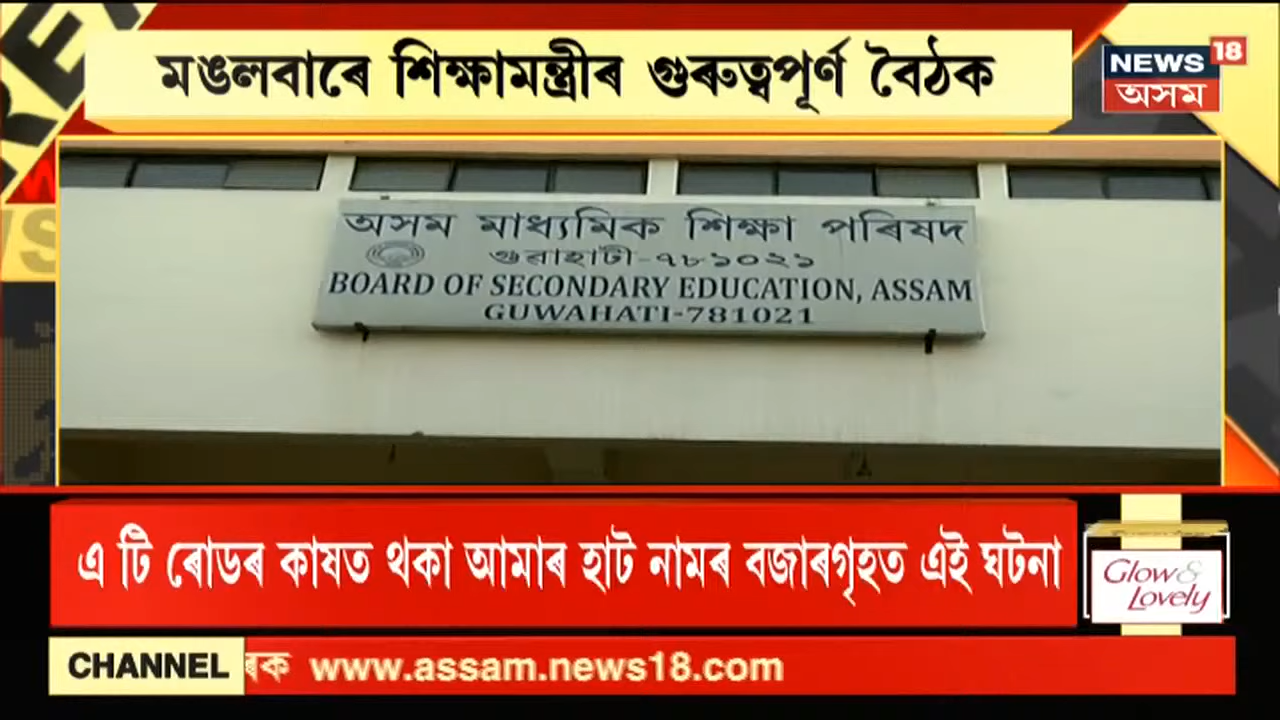 মঙলবাৰে শিক্ষামন্ত্ৰীৰ গুৰুত্বপূৰ্ণ বৈঠক
NEWS 18
অসম
অসম মাধ্যমিক শিক্ষা পৰিষদ
গুৱাহাটী-৭৮১০২১
BOARD OF SECONDARY EDUCATION, ASSAM
GUWAHATI-781021
এ টি ৰোডৰ কাষত থকা আমাৰ হাট নামৰ বজাৰগৃহত এই ঘটনা
Glow & Lovely
CHANNEL ৰক www.assam.news18.com